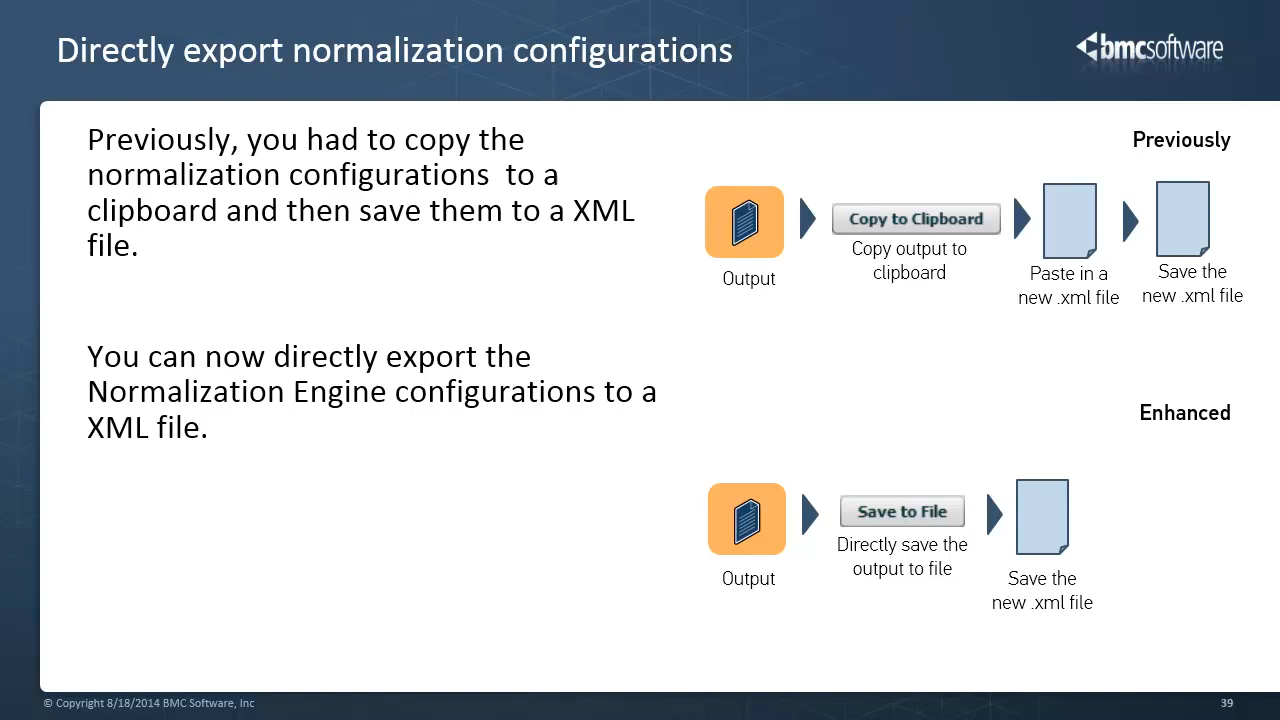 Directly export normalization configurations
bmcsoftware
Previously, you had to copy the
normalization configurations  to a
clipboard and then save them to a XML
file.
You can now directly export the
Normalization Engine configurations to a
XML file.
Previously
Output
Copy to Clipboard
Copy output to
clipboard
Paste in a
new .xml file
Save the
new .xml file
Enhanced
Output
Save to File
Directly save the
output to file
Save the
new .xml file
© Copyright 8/18/2014 BMC Software, Inc
39